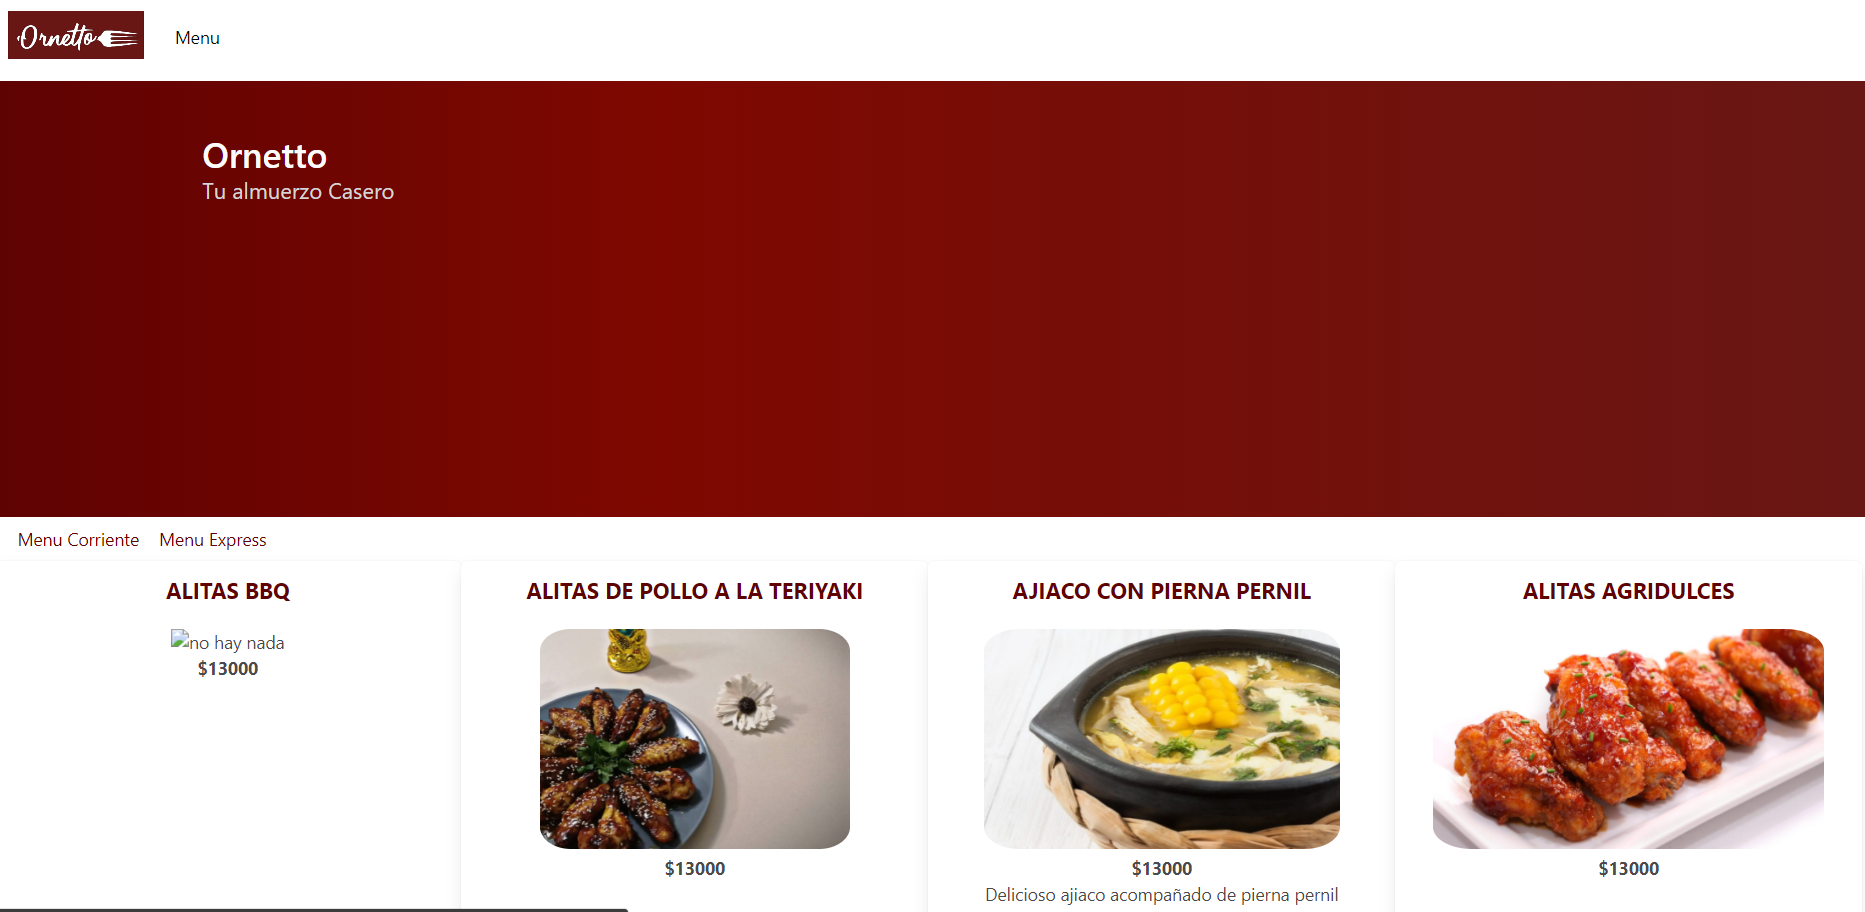 Ornetto
Menu
Ornetto
Tu almuerzo Casero
Menu Corriente
Menu Express
ALITAS BBQ
no hay nada
$13000
ALITAS DE POLLO A LA TERIYAKI
$13000
AJIACO CON PIERNA PERNIL
$13000
Delicioso ajiaco acompañado de pierna pernil
ALITAS AGRIDULCES
$13000